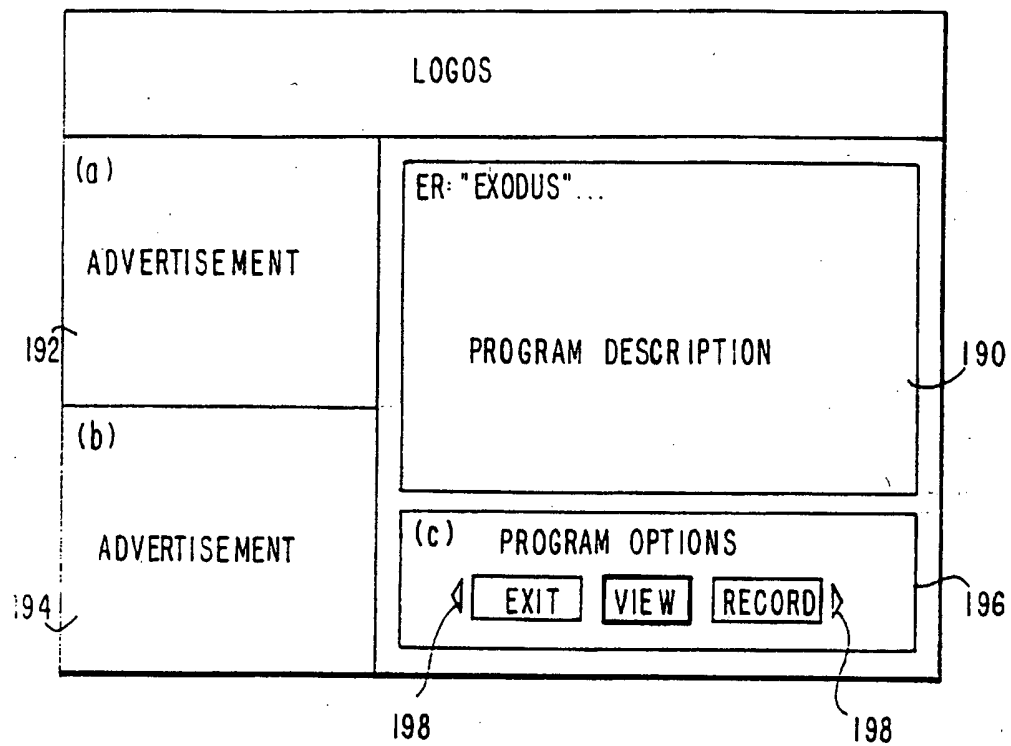 LOGOS
(a)
ADVERTISEMENT
192
(b)
ADVERTISEMENT
194
ER: "EXODUS"...
PROGRAM DESCRIPTION
190
(c) PROGRAM OPTIONS
EXIT VIEW RECORD
196
198 198